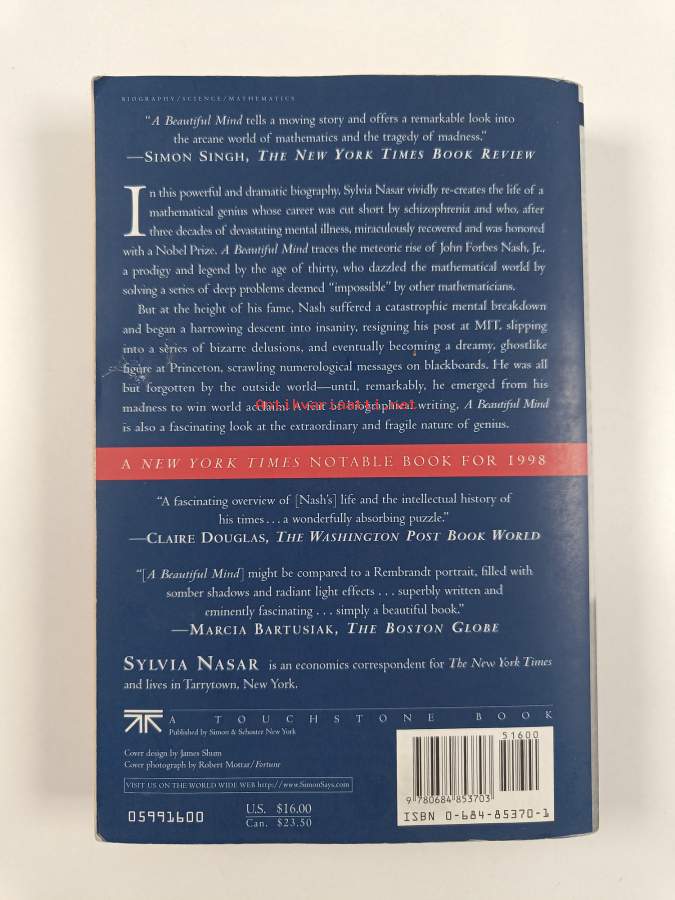 BIOGRAPHY/SCIENCE/MATHEMATICS
“A Beautiful Mind tells a moving story and offers a remarkable look into
the arcane world of mathematics and the tragedy of madness.”
—SIMON SINGH, THE NEW YORK TIMES BOOK REVIEW
In this powerful and dramatic biography, Sylvia Nasar vividly re-creates the life of a
mathematical genius whose career was cut short by schizophrenia and who, after
three decades of devastating mental illness, miraculously recovered and was honored
with a Nobel Prize. A Beautiful Mind traces the meteoric rise of John Forbes Nash, Jr.,
a prodigy and legend by the age of thirty, who dazzled the mathematical world by
solving a series of deep problems deemed “impossible” by other mathematicians.
But at the height of his fame, Nash suffered a catastrophic mental breakdown
and began a harrowing descent into insanity, resigning his post at MIT, slipping
into a series of bizarre delusions, and eventually becoming a dreamy, ghostlike
figure at Princeton, scrawling numerological messages on blackboards. He was all
but forgotten by the outside world—until, remarkably, he emerged from his
madness to win world acclaim. A feat of biographical writing, A Beautiful Mind
Antikvariaatti.net
is also a fascinating look at the extraordinary and fragile nature of genius.
A NEW YORK TIMES NOTABLE BOOK FOR 1998
“A fascinating overview of [Nash’s] life and the intellectual history of
his times . . . a wonderfully absorbing puzzle.”
—CLAIRE DOUGLAS, THE WASHINGTON POST BOOK WORLD
“[A Beautiful Mind] might be compared to a Rembrandt portrait, filled with
somber shadows and radiant light effects . . . superbly written and
eminently fascinating . . . simply a beautiful book.”
—MARCIA BARTUSIAK, THE BOSTON GLOBE
SYLVIA NASAR is an economics correspondent for The New York Times
and lives in Tarrytown, New York.
A TOUCHSTONE BOOK
Published by Simon & Schuster New York
Cover design by James Shum
Cover photograph by Robert Mottar/Fortune
VISIT US ON THE WORLD WIDE WEB http://www.SimonSays.com
05991600
U.S. $16.00
Can. $23.50
51600
9 780684 853703
ISBN 0-684-85370-1